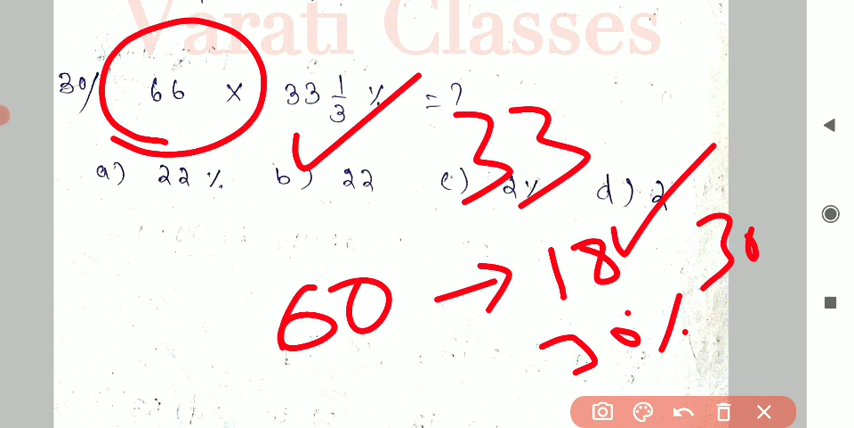 Varati Classes
30) 66 × 33 1/3 % = ?
33
a) 22 % b) 22 c) 2% d) 2
30
60 → 18
30%